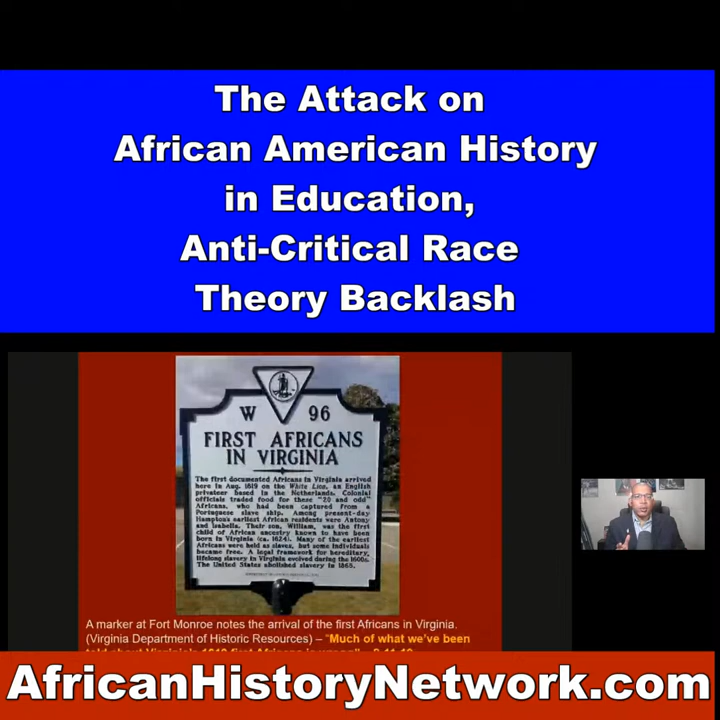 The Attack on
African American History
in Education,
Anti-Critical Race
Theory Backlash
W 96
FIRST AFRICANS
IN VIRGINIA
The first documented Africans in Virginia arrived
here in Aug. 1619 on the White Lion, an English
privateer based in the Netherlands. Colonial
officials traded food for these "20 and odd"
Africans, who had been captured from a
Portuguese slave ship. Among present-day
Hampton's earliest African residents were Antony
and Isabella. Their son, William, was the first
child of African ancestry known to have been
born in Virginia (ca. 1624). Many of the earliest
Africans were held as slaves, but some individuals
became free. A legal framework for hereditary,
lifelong slavery in Virginia evolved during the 1600s.
The United States abolished slavery in 1865.
A marker at Fort Monroe notes the arrival of the first Africans in Virginia.
(Virginia Department of Historic Resources) – "Much of what we've been
AfricanHistoryNetwork.com